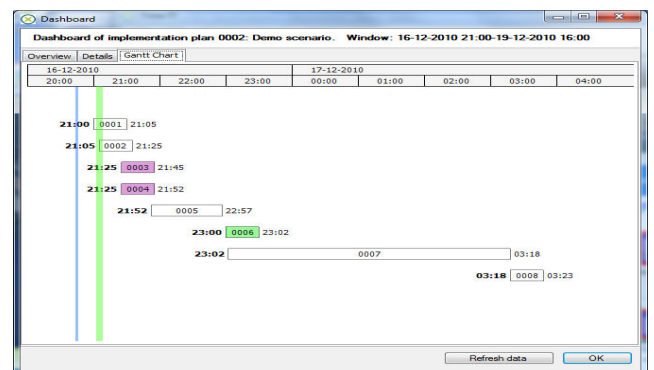 Dashboard
Dashboard of implementation plan 0002: Demo scenario. Window: 16-12-2010 21:00-19-12-2010 16:00
Overview Details Gantt Chart
16-12-2010 17-12-2010
20:00 21:00 22:00 23:00 00:00 01:00 02:00 03:00 04:00
21:00 0001 21:05
21:05 0002 21:25
21:25 0003 21:45
21:25 0004 21:52
21:52 0005 22:57
23:00 0006 23:02
23:02 0007 03:18
03:18 0008 03:23
Refresh data OK